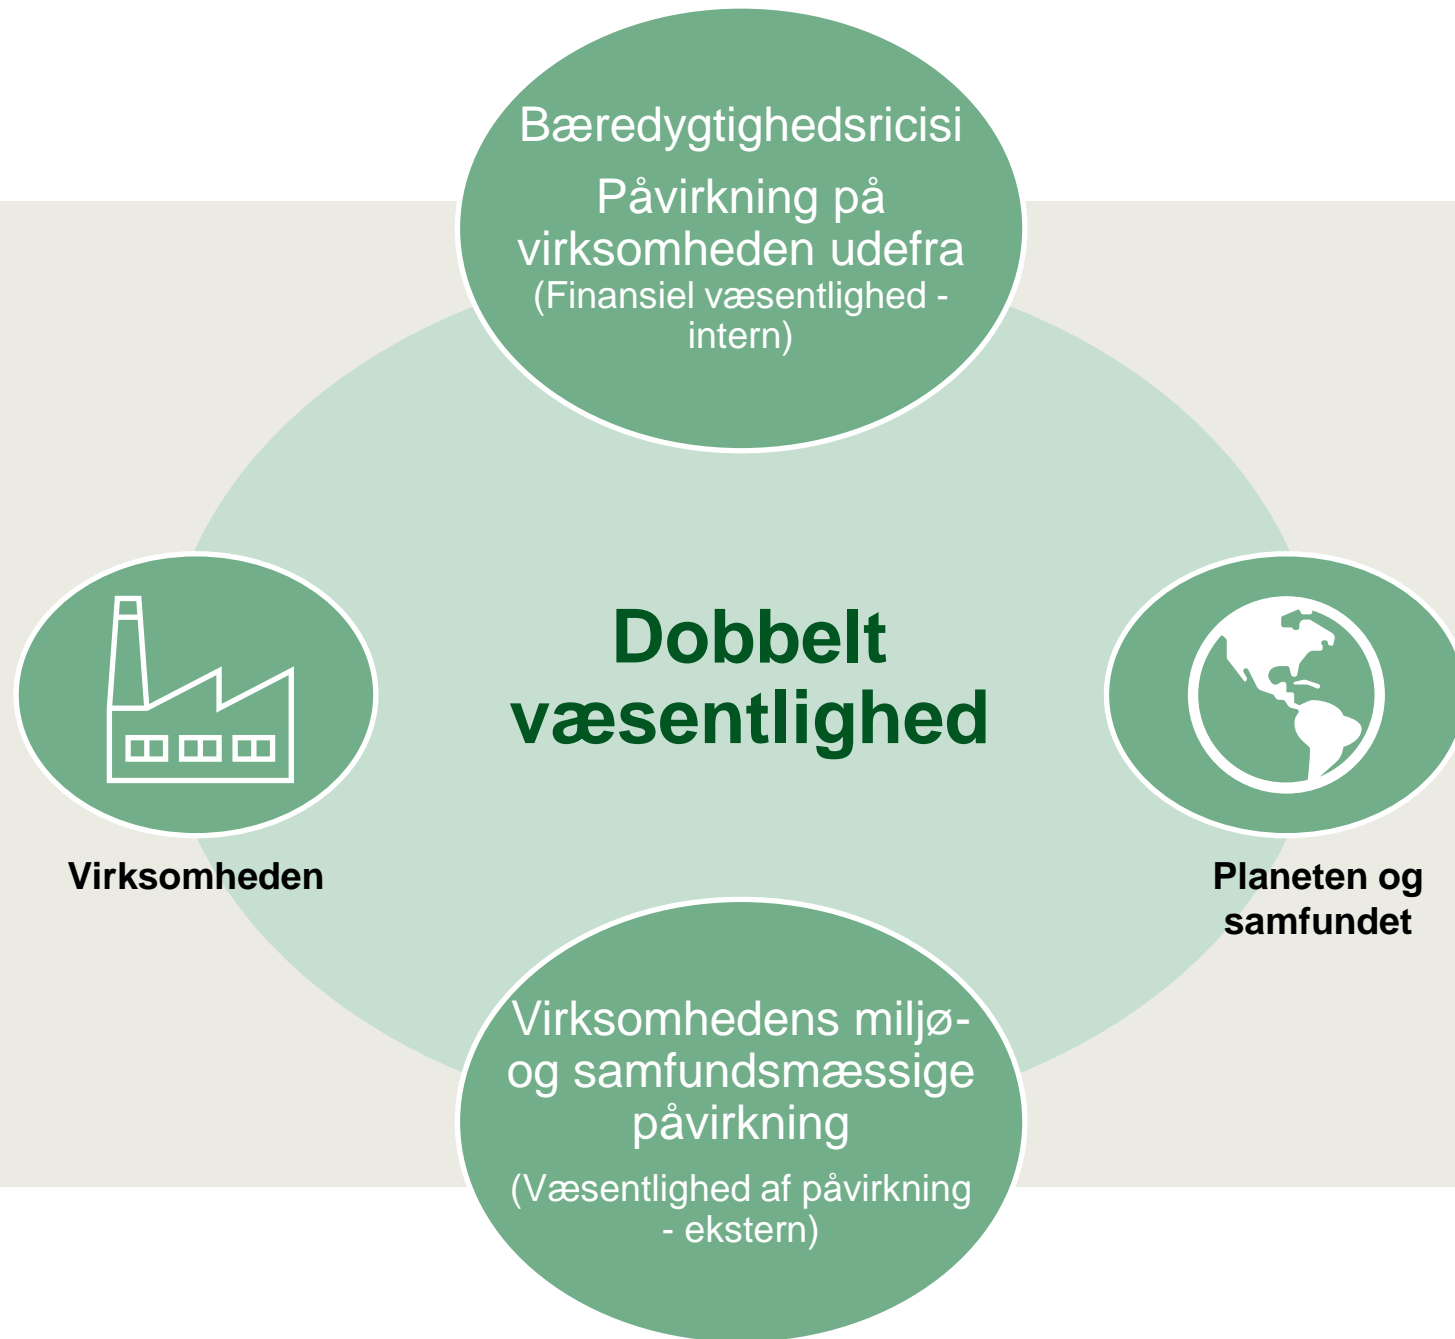 Bæredygtighedsricisi
Påvirkning på
virksomheden udefra
(Finansiel væsentlighed -
intern)
Dobbelt
væsentlighed
Virksomheden
Planeten og
samfundet
Virksomhedens miljø-
og samfundsmæssige
påvirkning
(Væsentlighed af påvirkning
- ekstern)